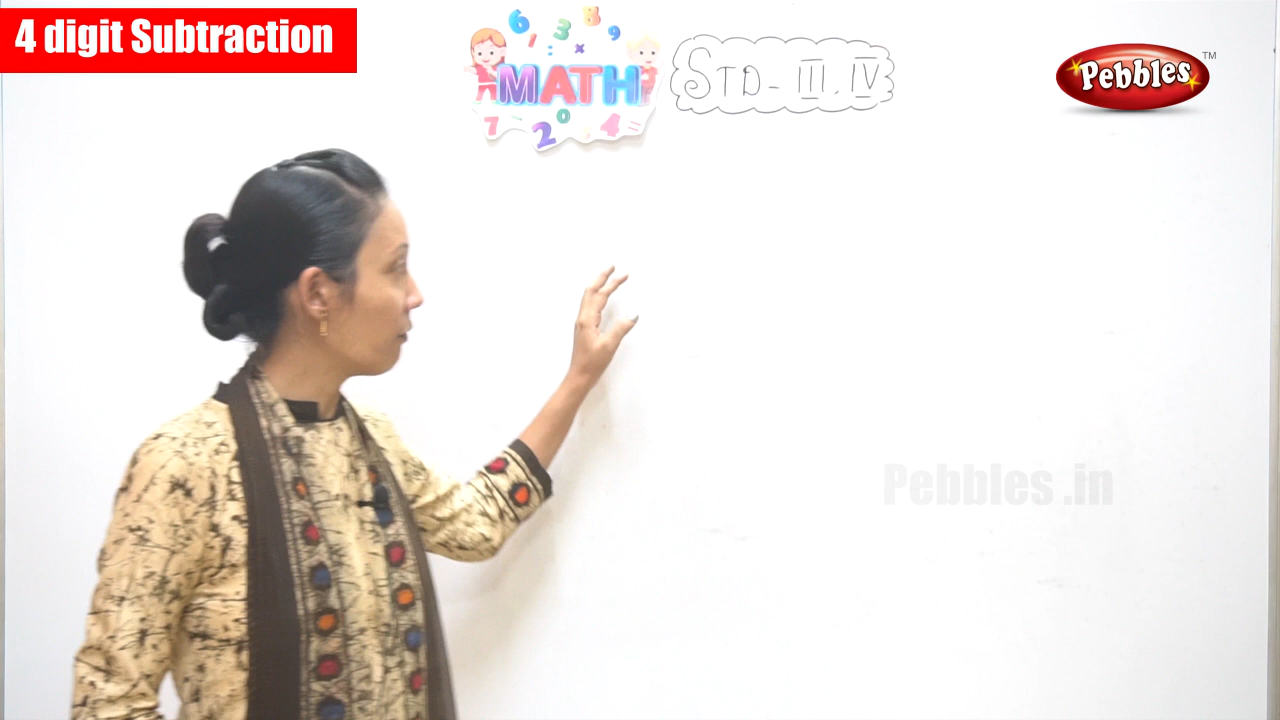 4 digit Subtraction
6 1 3 8 9
: ×
MATH
7 2 0 4 =
STD - III . IV
Pebbles TM
Pebbles .in